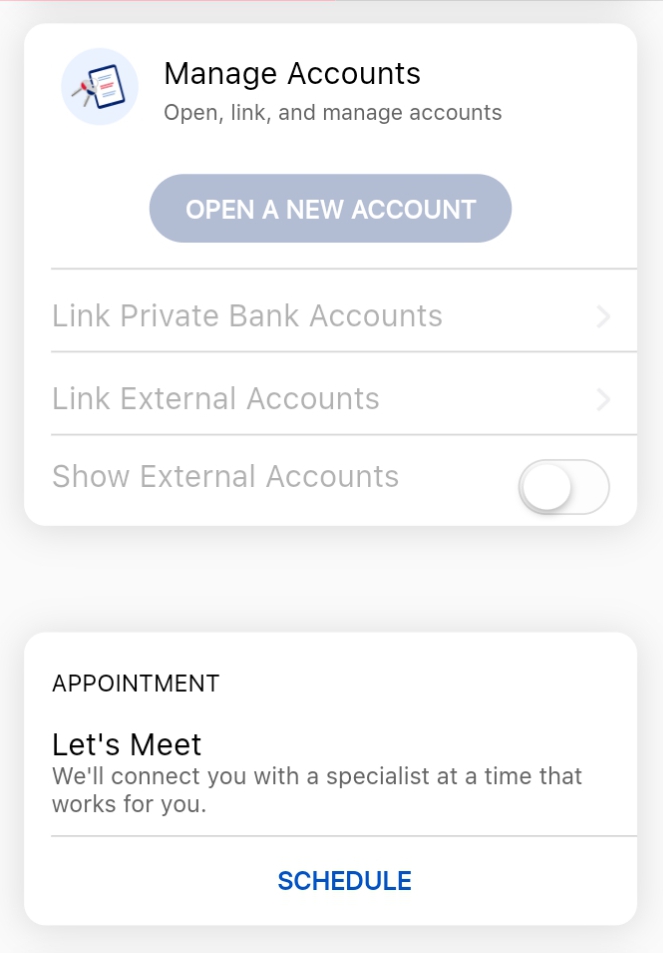 Manage Accounts
Open, link, and manage accounts
OPEN A NEW ACCOUNT
Link Private Bank Accounts
Link External Accounts
Show External Accounts
APPOINTMENT
Let's Meet
We'll connect you with a specialist at a time that
works for you.
SCHEDULE